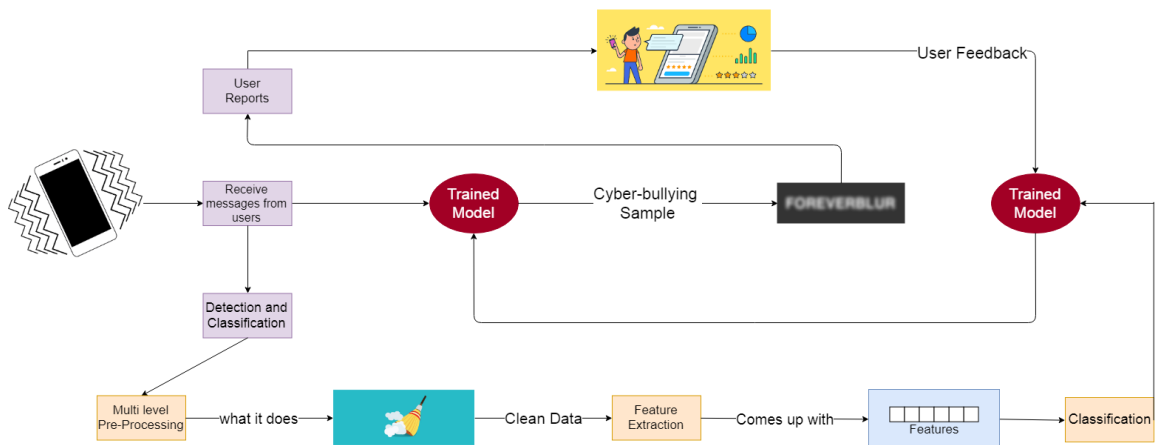 User
Reports
User Feedback
Receive
messages from
users
Trained
Model
Cyber-bullying
Sample
FOREVERBLUR
Trained
Model
Detection and
Classification
Multi level
Pre-Processing
what it does
Clean Data
Feature
Extraction
Comes up with
Features
Classification